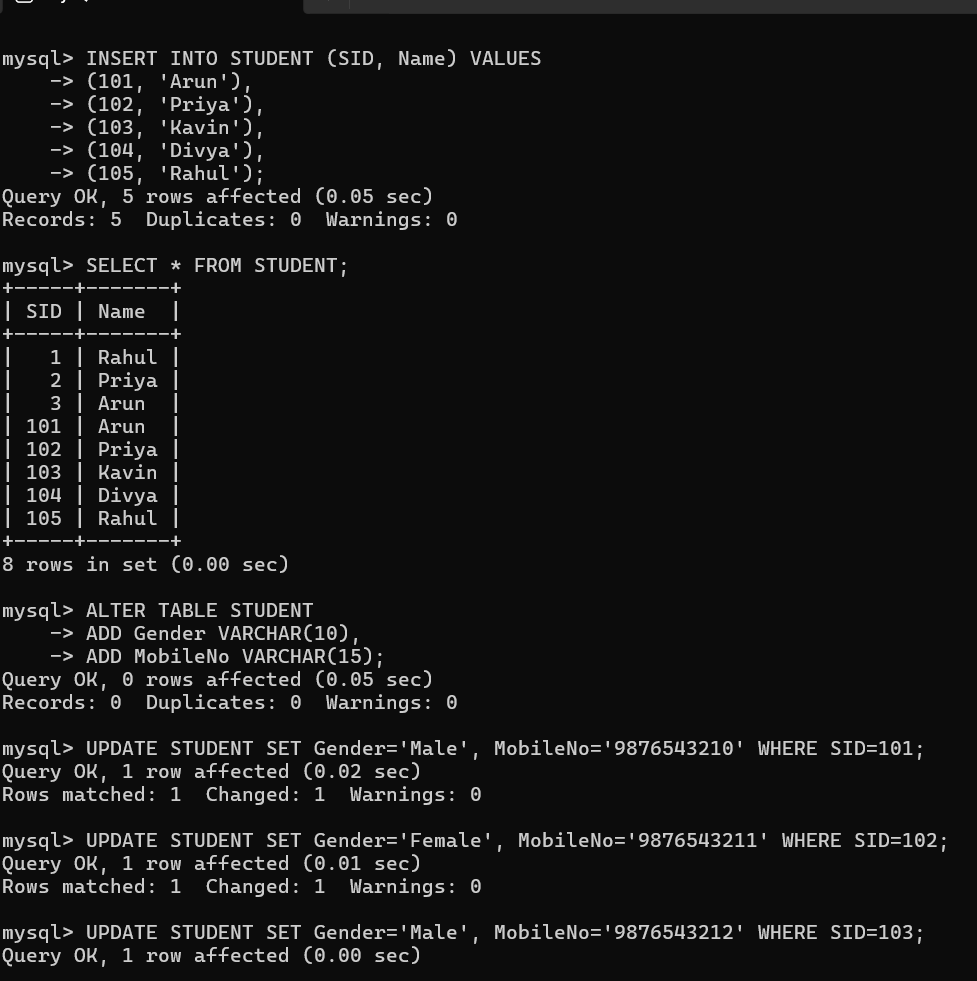 mysql> INSERT INTO STUDENT (SID, Name) VALUES
    -> (101, 'Arun'),
    -> (102, 'Priya'),
    -> (103, 'Kavin'),
    -> (104, 'Divya'),
    -> (105, 'Rahul');
Query OK, 5 rows affected (0.05 sec)
Records: 5  Duplicates: 0  Warnings: 0

mysql> SELECT * FROM STUDENT;
+-----+-------+
| SID | Name  |
+-----+-------+
|   1 | Rahul |
|   2 | Priya |
|   3 | Arun  |
| 101 | Arun  |
| 102 | Priya |
| 103 | Kavin |
| 104 | Divya |
| 105 | Rahul |
+-----+-------+
8 rows in set (0.00 sec)

mysql> ALTER TABLE STUDENT
    -> ADD Gender VARCHAR(10),
    -> ADD MobileNo VARCHAR(15);
Query OK, 0 rows affected (0.05 sec)
Records: 0  Duplicates: 0  Warnings: 0

mysql> UPDATE STUDENT SET Gender='Male', MobileNo='9876543210' WHERE SID=101;
Query OK, 1 row affected (0.02 sec)
Rows matched: 1  Changed: 1  Warnings: 0

mysql> UPDATE STUDENT SET Gender='Female', MobileNo='9876543211' WHERE SID=102;
Query OK, 1 row affected (0.01 sec)
Rows matched: 1  Changed: 1  Warnings: 0

mysql> UPDATE STUDENT SET Gender='Male', MobileNo='9876543212' WHERE SID=103;
Query OK, 1 row affected (0.00 sec)